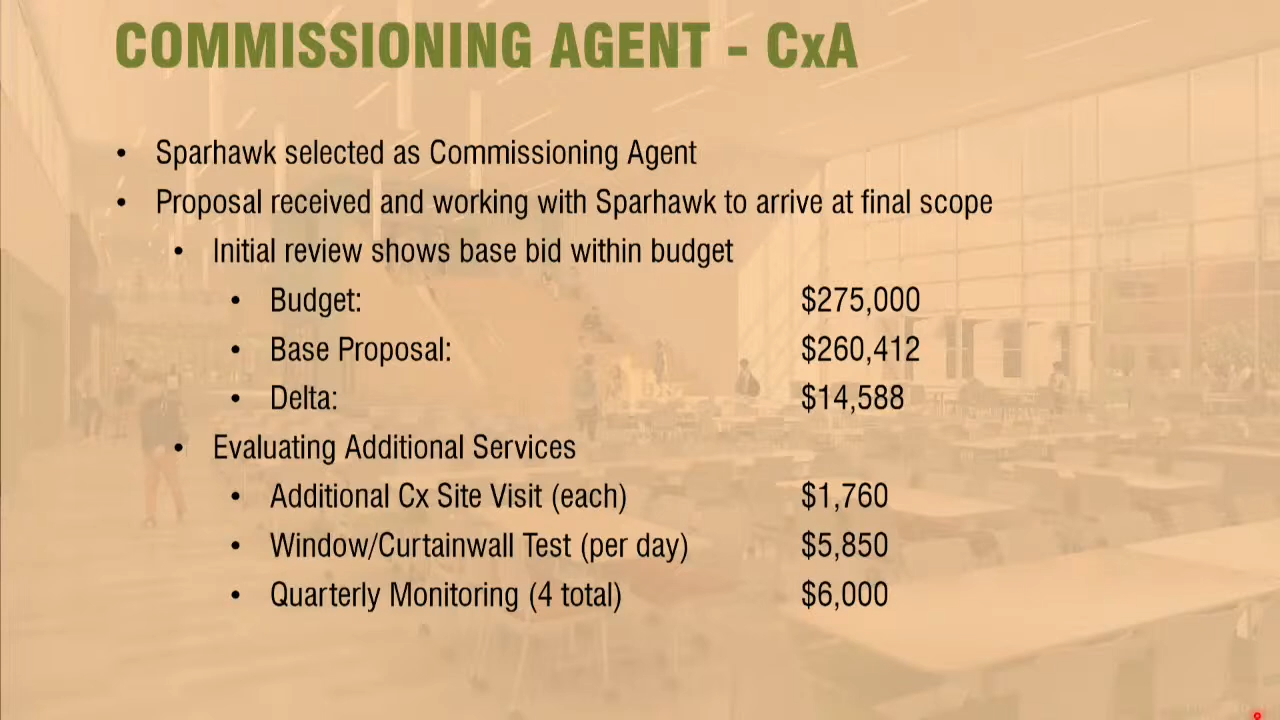 COMMISSIONING AGENT - CxA
• Sparhawk selected as Commissioning Agent
• Proposal received and working with Sparhawk to arrive at final scope
• Initial review shows base bid within budget
• Budget: $275,000
• Base Proposal: $260,412
• Delta: $14,588
• Evaluating Additional Services
• Additional Cx Site Visit (each) $1,760
• Window/Curtainwall Test (per day) $5,850
• Quarterly Monitoring (4 total) $6,000